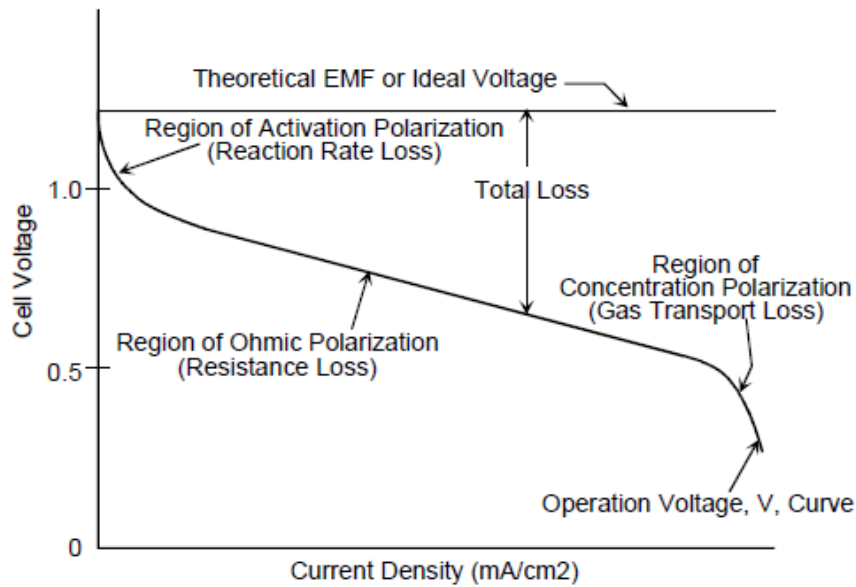 Theoretical EMF or Ideal Voltage
Region of Activation Polarization
(Reaction Rate Loss)
Total Loss
1.0
Region of
Concentration Polarization
(Gas Transport Loss)
Cell Voltage
Region of Ohmic Polarization
(Resistance Loss)
0.5
Operation Voltage, V, Curve
0
Current Density (mA/cm2)